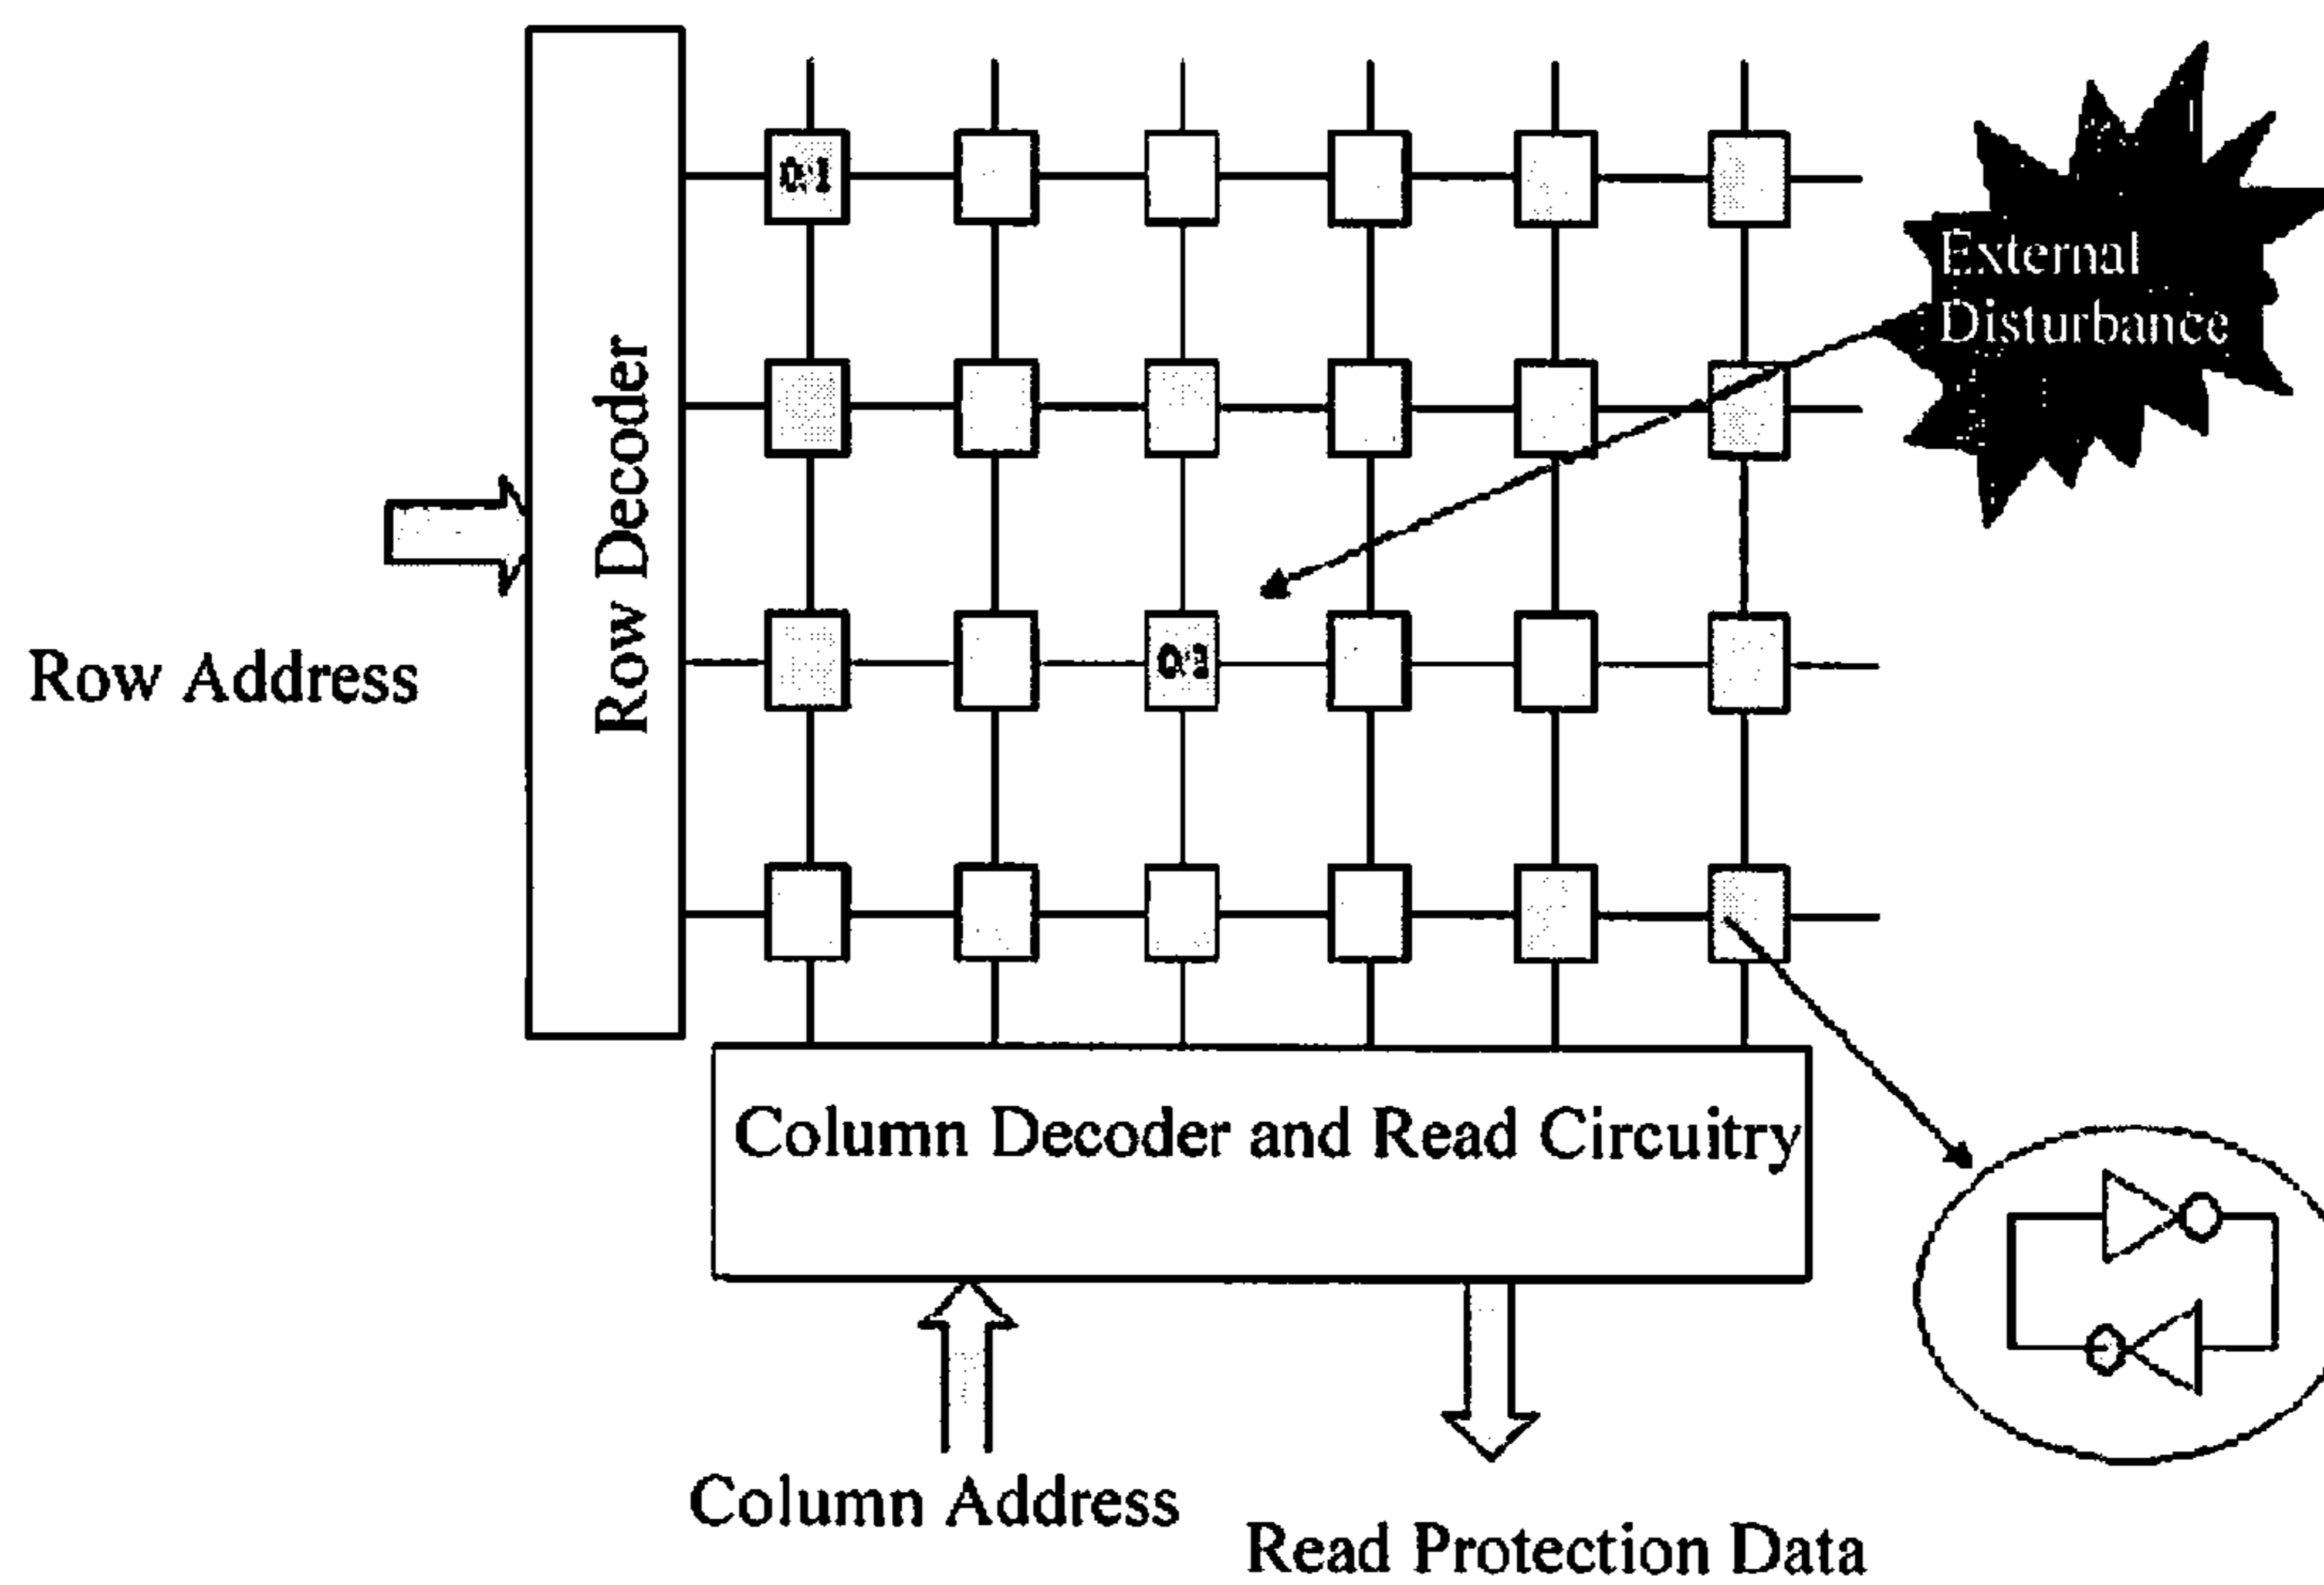 External
Disturbance
Row Decoder
Row Address
Column Decoder and Read Circuitry
Column Address
Read Protection Data